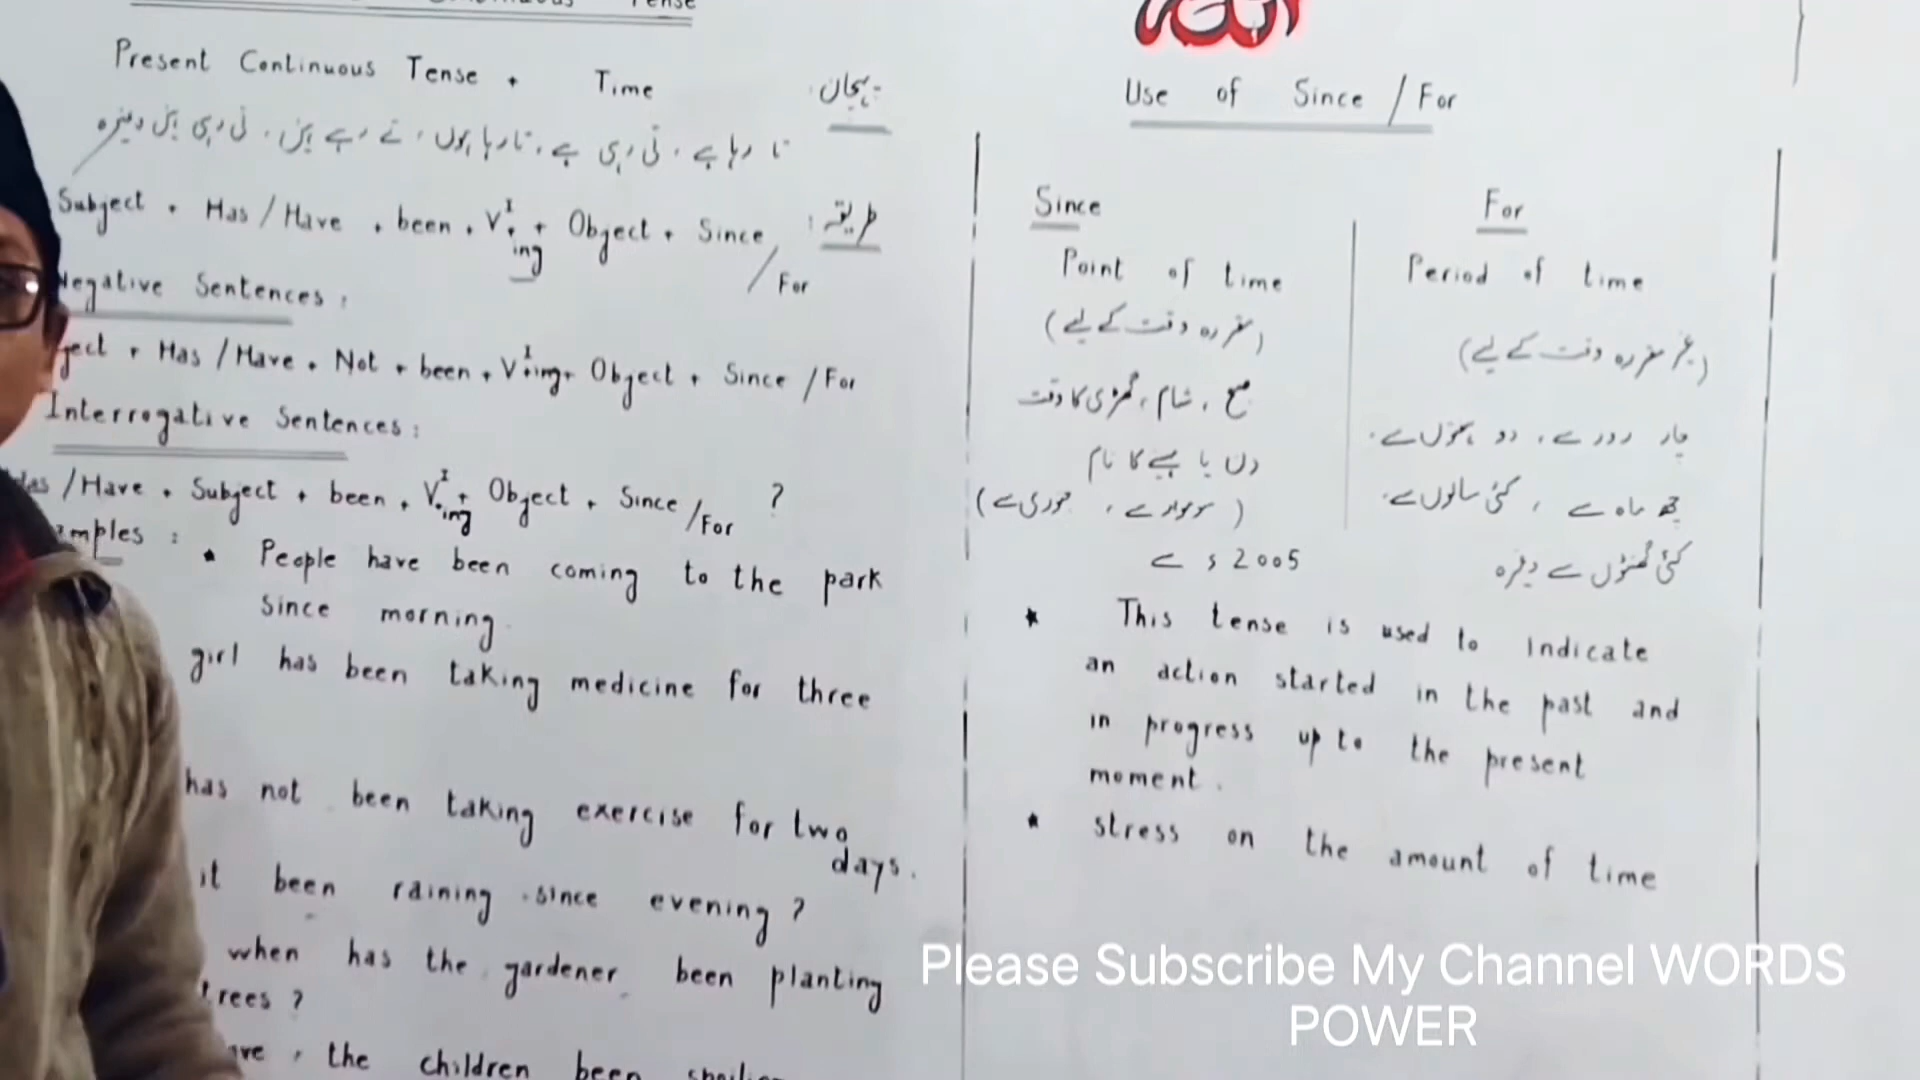 Tense
Present Continuous Tense + Time پہچان:
تا رہا ہے، تی رہی ہے، تا رہا ہوں، تے رہے ہیں، تی رہی ہیں وغیرہ
Subject + Has / Have + been + V I + ing + Object + Since / For طریقہ:
Negative Sentences :
ject + Has / Have + Not + been + V I +ing+ Object + Since / For
Interrogative Sentences :
Has / Have + Subject + been + V I + ing Object + Since / For ?
amples :
• People have been coming to the park
since morning.
girl has been taking medicine for three
has not been taking exercise for two
days.
it been raining since evening ?
when has the gardener been planting
trees ?
ave the children been
اللہ
Use of Since / For
Since
Point of time
(مقررہ وقت کے لیے)
صبح، شام، گھڑی کا وقت
دن یا مہینے کا نام
(سوموار سے، جنوری سے)
2005 ء سے
For
Period of time
(غیر مقررہ وقت کے لیے)
چار روز سے، دو ہفتوں سے۔
چھ ماہ سے، کئی سالوں سے۔
کئی گھنٹوں سے وغیرہ
* This tense is used to indicate
an action started in the past and
in progress up to the present
moment.
* stress on the amount of time
Please Subscribe My Channel WORDS
POWER